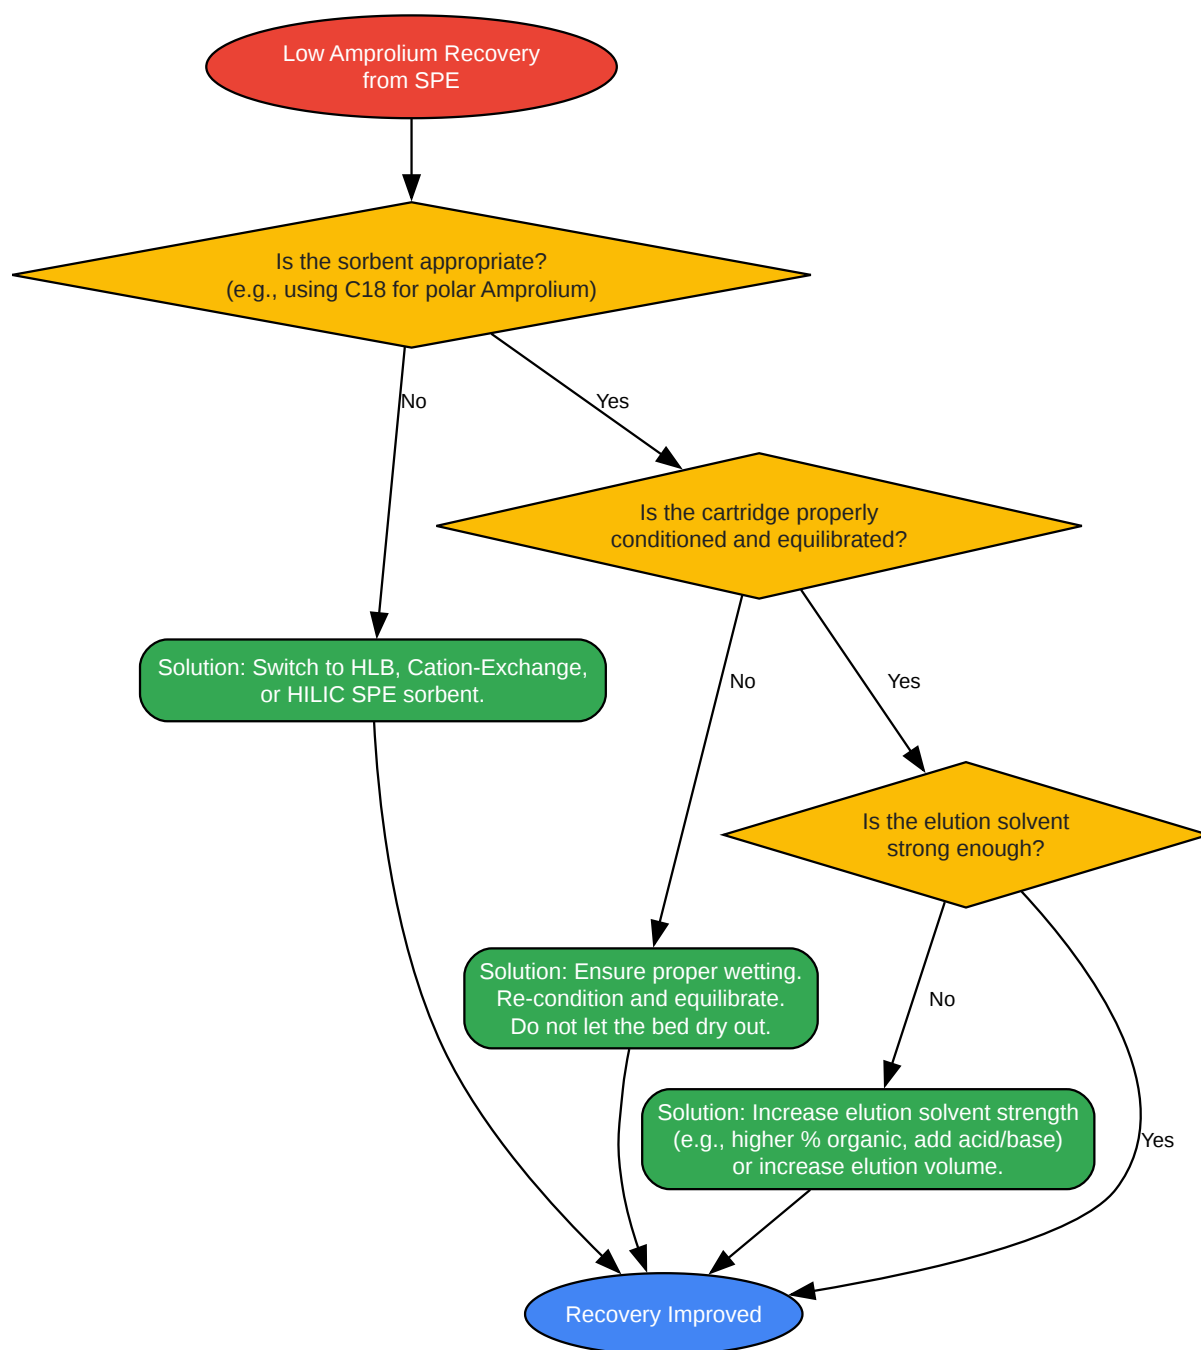 Low Amprolium Recovery
from SPE
Is the sorbent appropriate?
(e.g., using C18 for polar Amprolium)
No
Yes
Is the cartridge properly
conditioned and equilibrated?
Solution: Switch to HLB, Cation-Exchange,
or HILIC SPE sorbent.
No
Yes
Is the elution solvent
strong enough?
Solution: Ensure proper wetting.
Re-condition and equilibrate.
Do not let the bed dry out.
No
Solution: Increase elution solvent strength
(e.g., higher % organic, add acid/base)
or increase elution volume.
Yes
Recovery Improved